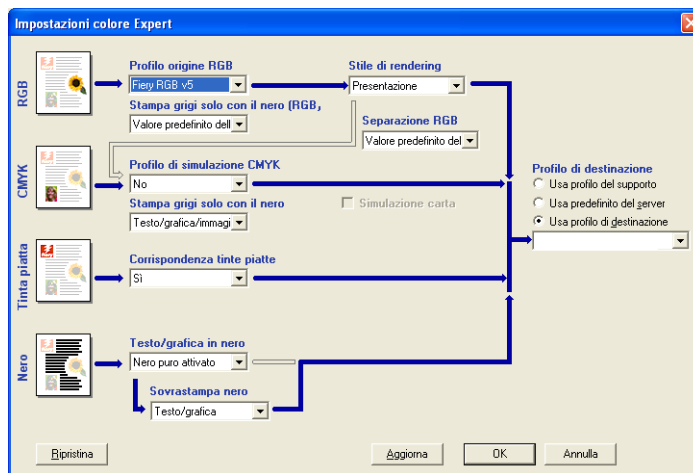 Impostazioni colore Expert
RGB
Profilo origine RGB
Fiery RGB v5
Stile di rendering
Presentazione
Stampa grigi solo con il nero (RGB,
Valore predefinito dell
Separazione RGB
Valore predefinito del
CMYK
Profilo di simulazione CMYK
No
Stampa grigi solo con il nero
Testo/grafica/immagi
Simulazione carta
Profilo di destinazione
Usa profilo del supporto
Usa predefinito del server
Usa profilo di destinazione
Tinta piatta
Corrispondenza tinte piatte
Sì
Nero
Testo/grafica in nero
Nero puro attivato
Sovrastampa nero
Testo/grafica
Ripristina
Aggiorna
OK
Annulla